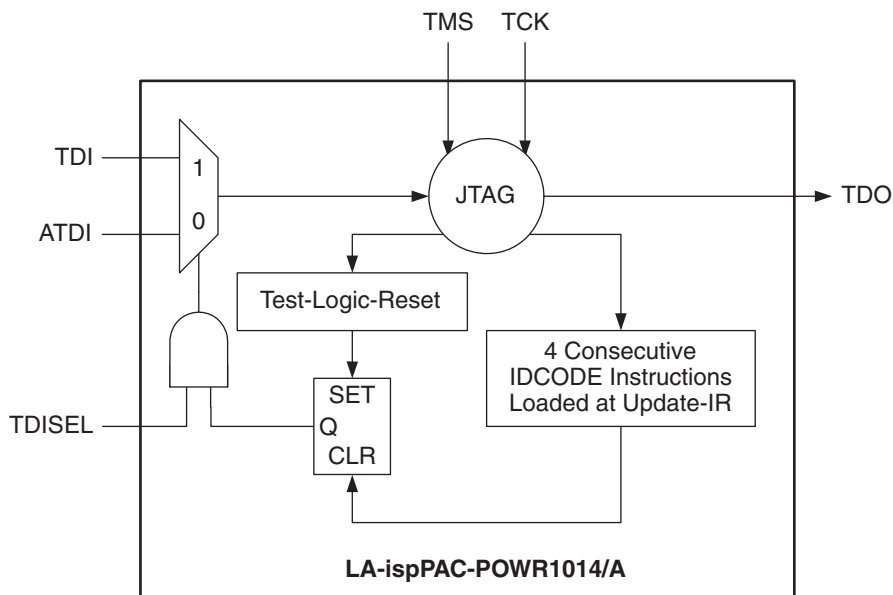 TMS TCK
TDI
1
JTAG
TDO
0
ATDI
Test-Logic-Reset
4 Consecutive
IDCODE Instructions
Loaded at Update-IR
SET
TDISEL
Q
CLR
LA-ispPAC-POWR1014/A